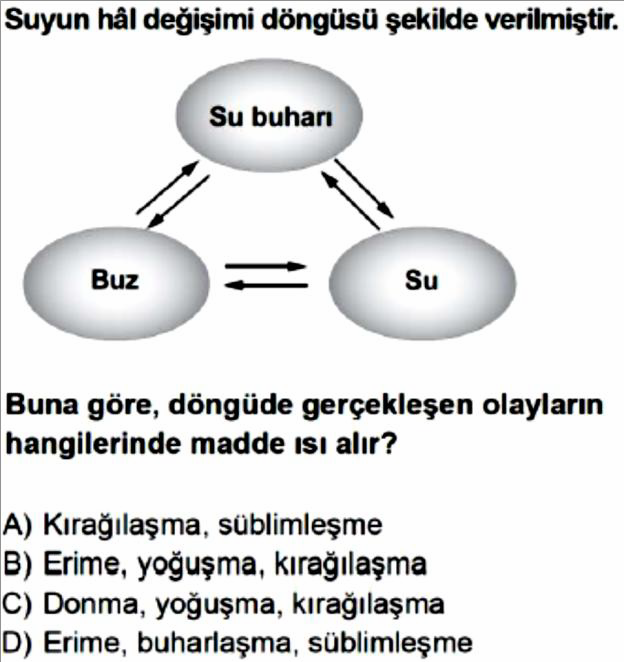 Suyun hâl değişimi döngüsü şekilde verilmiştir.
Su buharı
Buz
Su
Buna göre, döngüde gerçekleşen olayların
hangilerinde madde ısı alır?
A) Kırağılaşma, süblimleşme
B) Erime, yoğuşma, kırağılaşma
C) Donma, yoğuşma, kırağılaşma
D) Erime, buharlaşma, süblimleşme